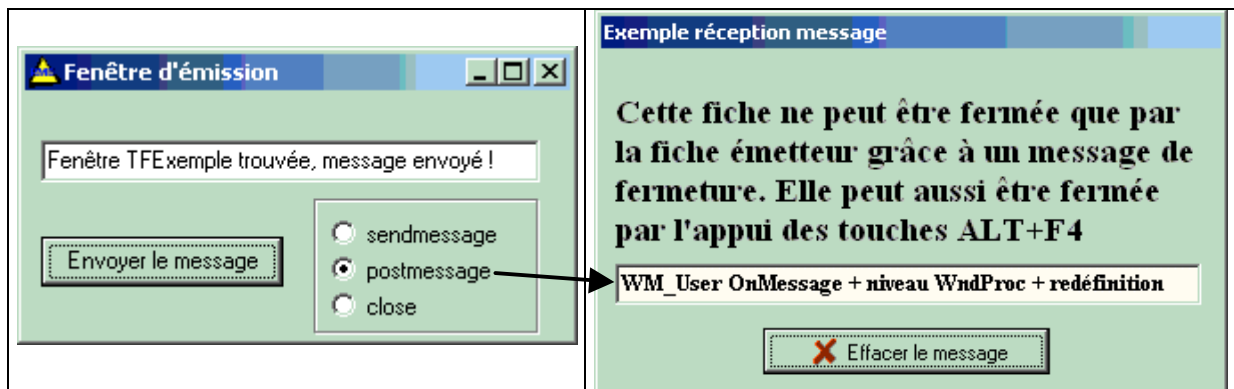 Fenêtre d'émission
Fenêtre TFExemple trouvée, message envoyé !
Envoyer le message
sendmessage
postmessage
close
Exemple réception message
Cette fiche ne peut être fermée que par
la fiche émetteur grâce à un message de
fermeture. Elle peut aussi être fermée
par l'appui des touches ALT+F4
WM_User OnMessage + niveau WndProc + redéfinition
Effacer le message